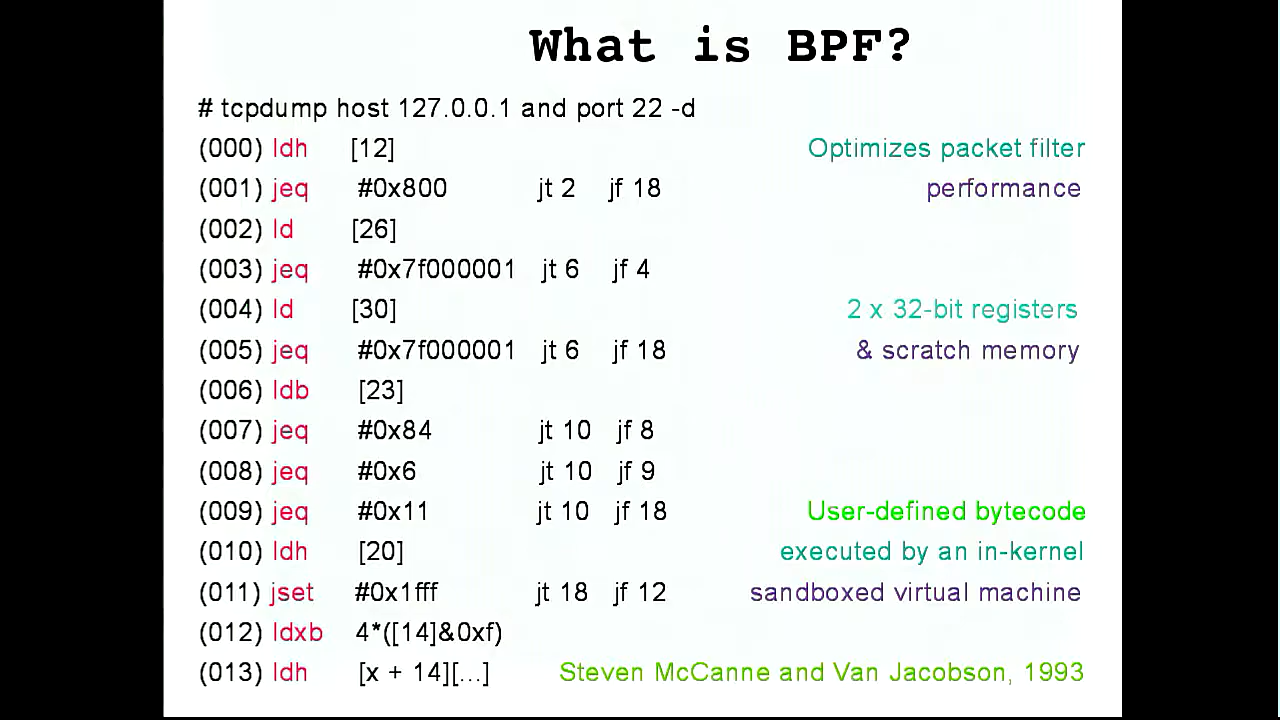 What is BPF?
# tcpdump host 127.0.0.1 and port 22 -d
(000) ldh [12] Optimizes packet filter
(001) jeq #0x800 jt 2 jf 18 performance
(002) ld [26]
(003) jeq #0x7f000001 jt 6 jf 4
(004) ld [30] 2 x 32-bit registers
(005) jeq #0x7f000001 jt 6 jf 18 & scratch memory
(006) ldb [23]
(007) jeq #0x84 jt 10 jf 8
(008) jeq #0x6 jt 10 jf 9
(009) jeq #0x11 jt 10 jf 18 User-defined bytecode
(010) ldh [20] executed by an in-kernel
(011) jset #0x1fff jt 18 jf 12 sandboxed virtual machine
(012) ldxb 4*([14]&0xf)
(013) ldh [x + 14][...] Steven McCanne and Van Jacobson, 1993